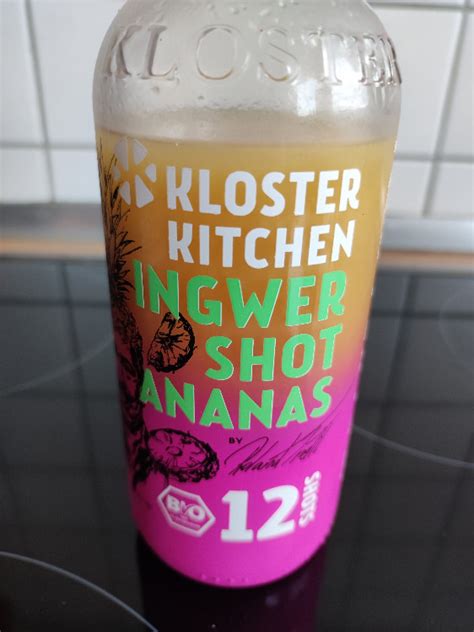 KLOSTER
KLOSTER
KITCHEN
INGWER
SHOT
ANANAS
BY
BIO
12 SHOTS